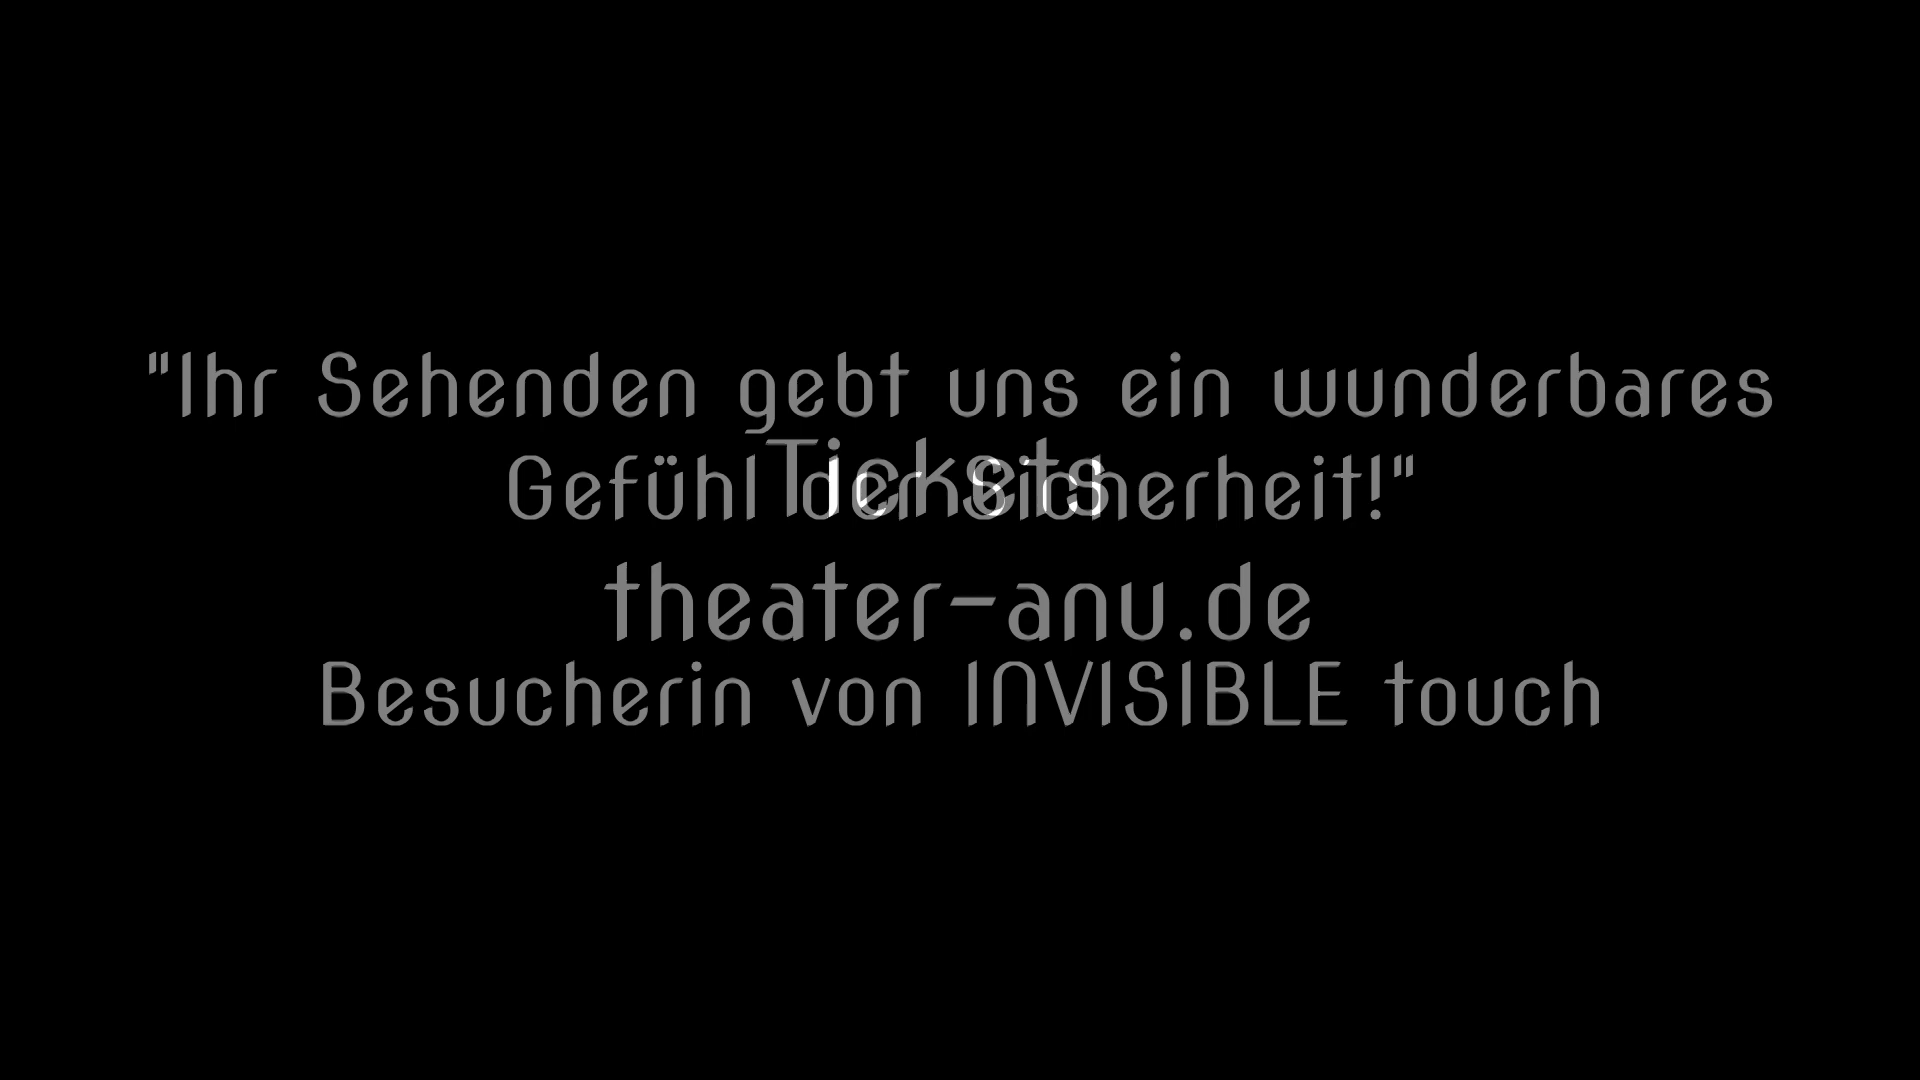 "Ihr Sehenden gebt uns ein wunderbares
Tickets
Gefühl der Sicherheit!"
theater-anu.de
Besucherin von INVISIBLE touch